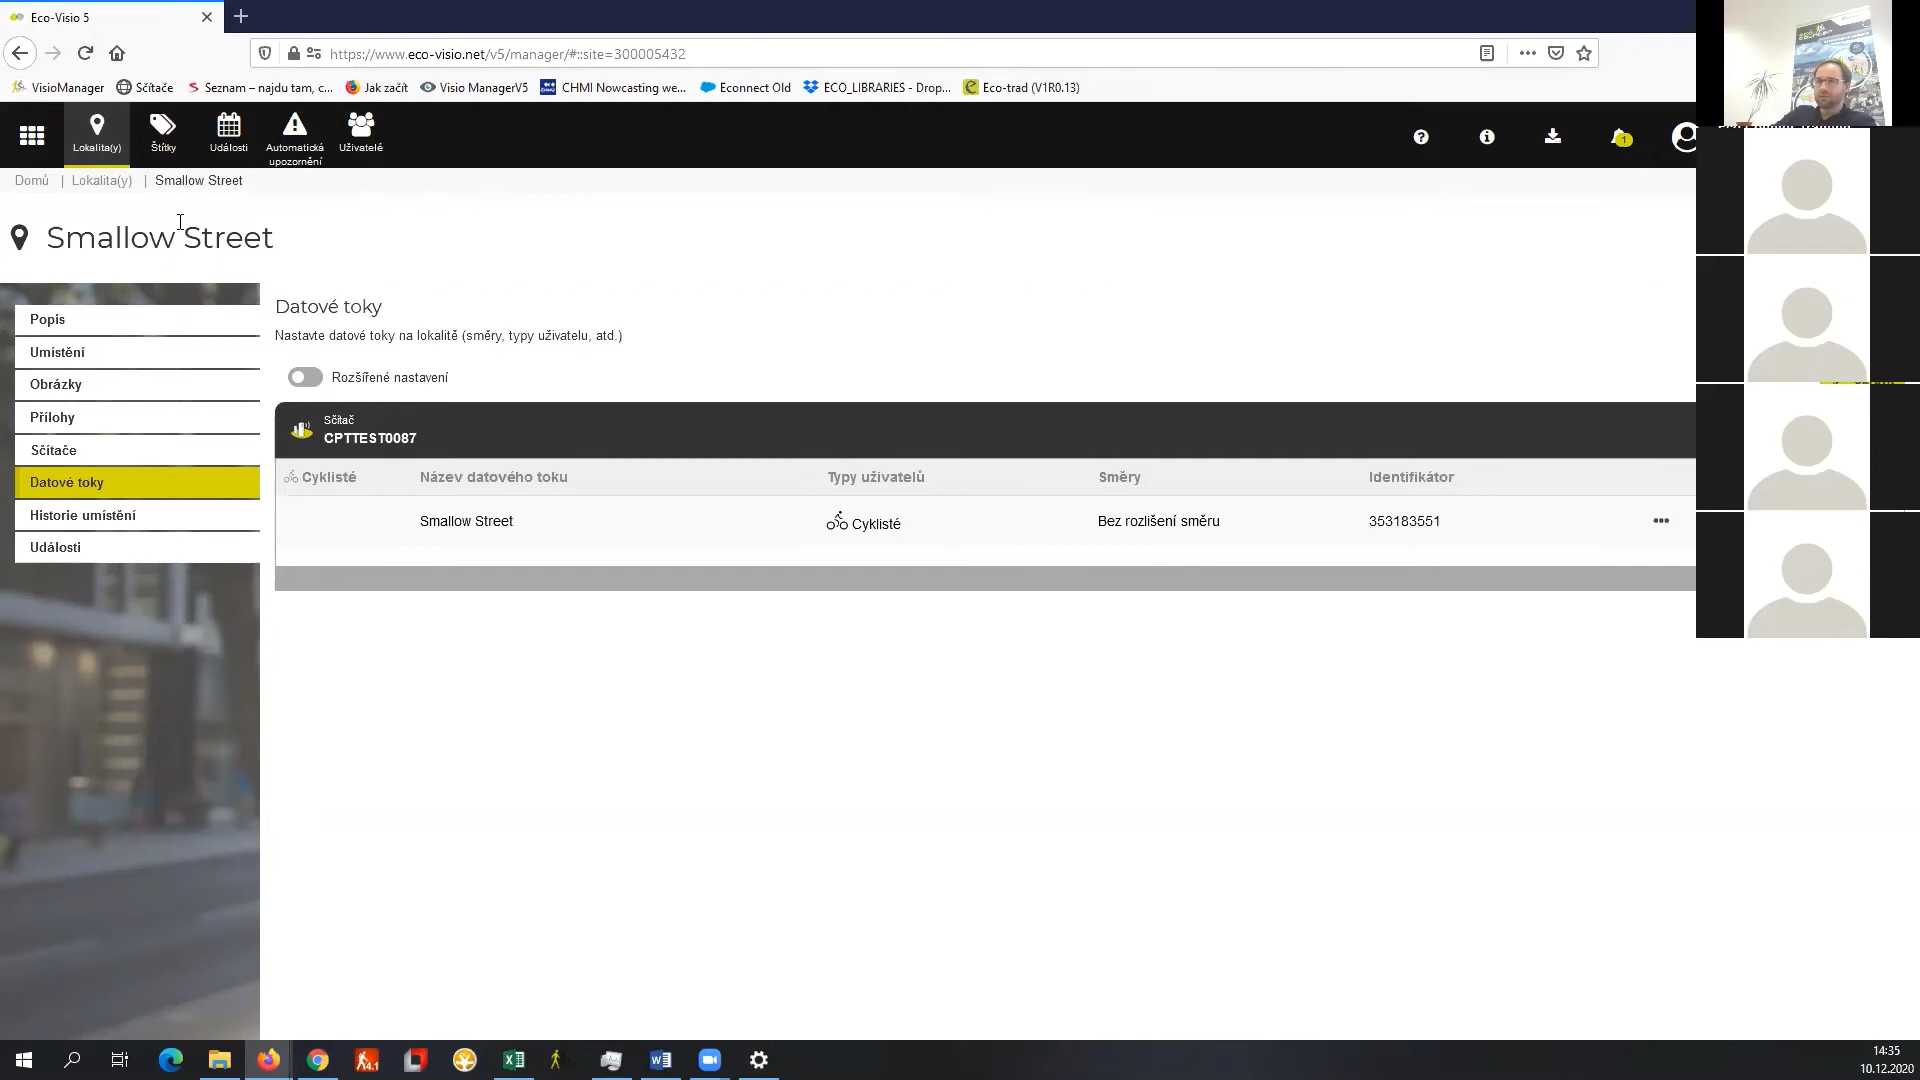 Eco-Visio 5
https://www.eco-visio.net/v5/manager/#::site=300005432
VisioManager Sčítače Seznam – najdu tam, c... Jak začít Visio ManagerV5 CHMI Nowcasting we... Econnect Old ECO_LIBRARIES - Drop... Eco-trad (V1R0.13)
Lokalita(y) Štítky Události Automatická upozornění Uživatelé
1
Domů | Lokalita(y) | Smallow Street
Smallow Street
Popis
Umístění
Obrázky
Přílohy
Sčítače
Datové toky
Historie umístění
Události
Datové toky
Nastavte datové toky na lokalitě (směry, typy uživatelu, atd.)
Rozšířené nastavení
Sčítač
CPTTEST0087
Cyklisté Název datového toku Typy uživatelů Směry Identifikátor
Smallow Street Cyklisté Bez rozlišení směru 353183551
4.1
14:35
10.12.2020